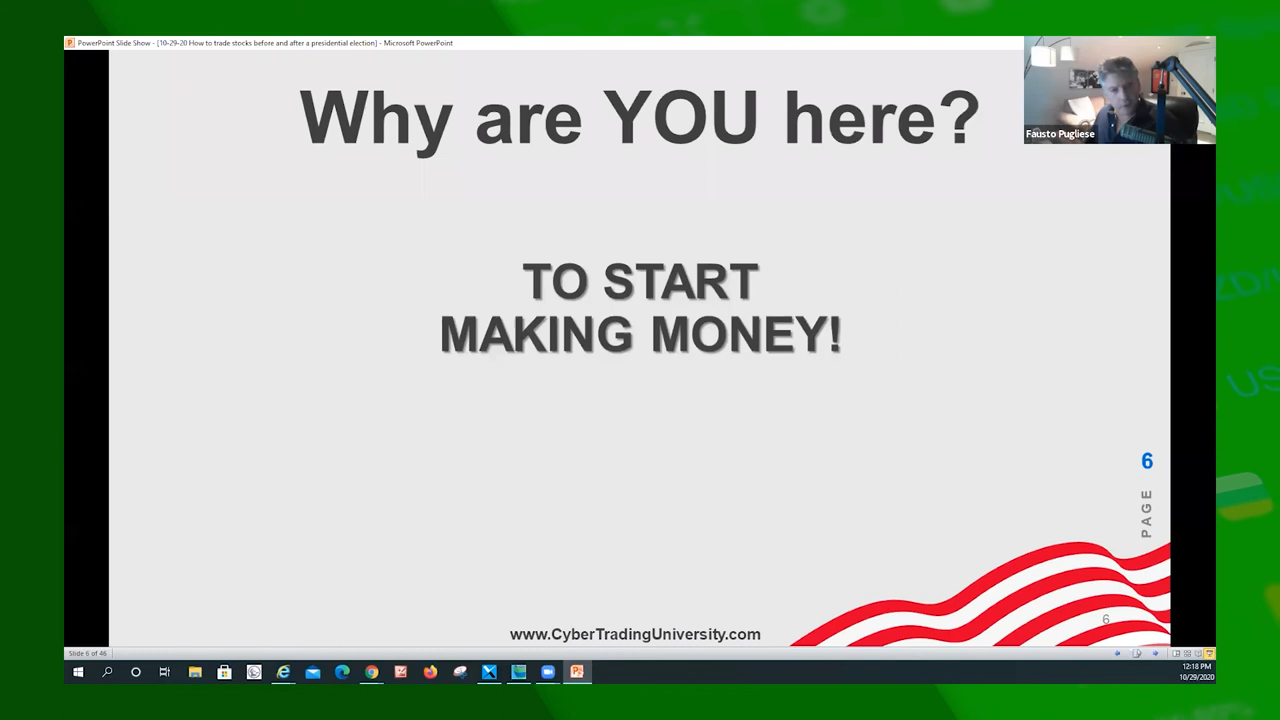 PowerPoint Slide Show - [10-29-20 How to trade stocks before and after a presidential election] - Microsoft PowerPoint
Why are YOU here?
Fausto Pugliese
TO START
MAKING MONEY!
6
PAGE
6
www.CyberTradingUniversity.com
Slide 6 of 46
12:18 PM
10/29/2020
US